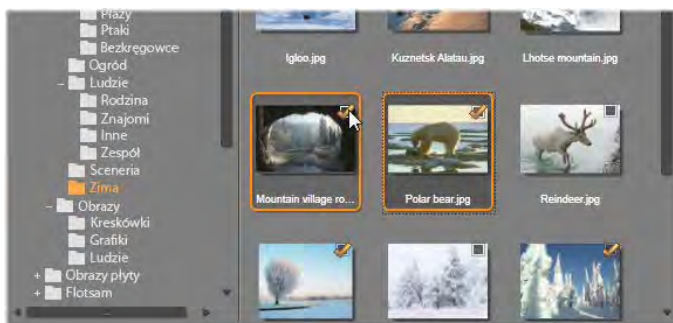 Plaży
Ptaki
Bezkręgowce
Ogród
Ludzie
Rodzina
Znajomi
Inne
Zespół
Sceneria
Zima
Obrazy
Kreskówki
Grafiki
Ludzie
Obrazy płyty
Flotsam
Igloo.jpg
Kuznetsk Alatau.jpg
Lhotse mountain.jpg
Mountain village ro...
Polar bear.jpg
Reindeer.jpg